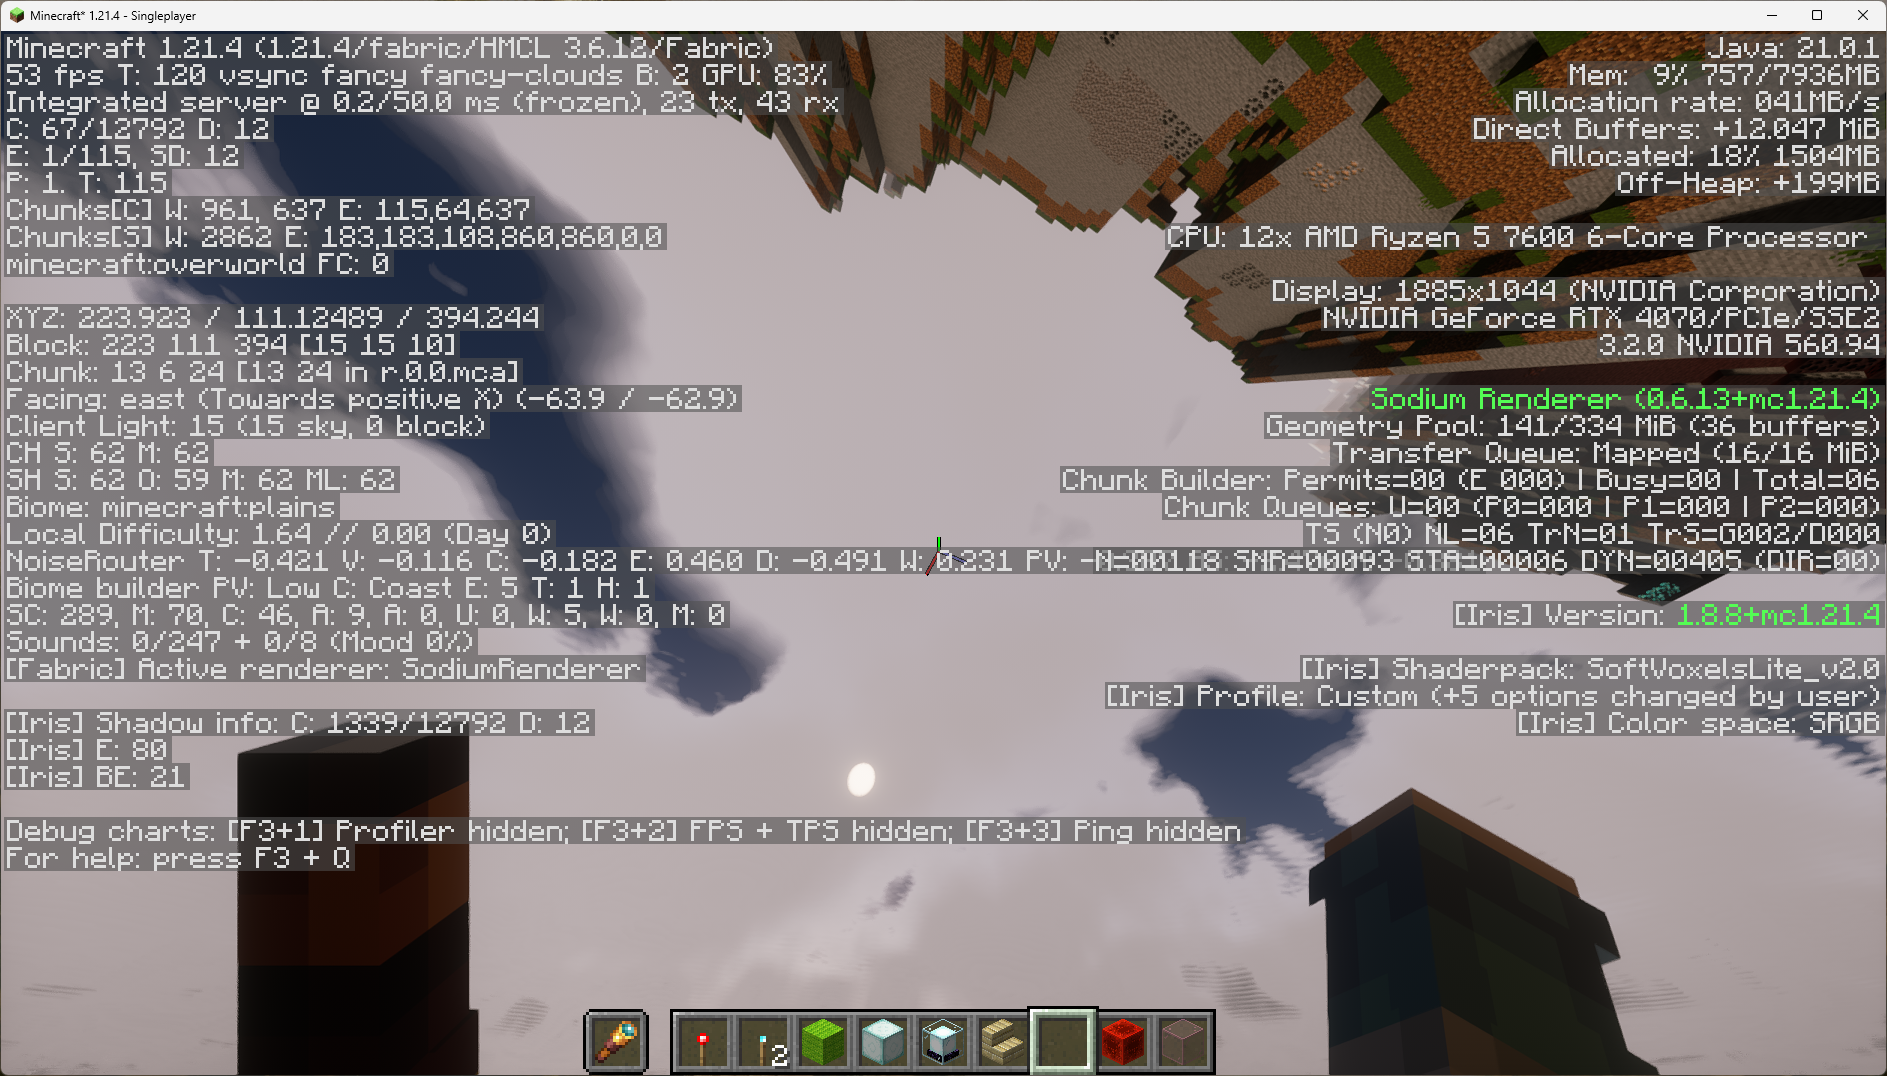 Minecraft* 1.21.4 - Singleplayer
Minecraft 1.21.4 (1.21.4/fabric/HMCL 3.6.12/Fabric)
53 fps T: 120 vsync fancy fancy-clouds B: 2 GPU: 83%
Integrated server @ 0.2/50.0 ms (frozen), 23 tx, 43 rx
C: 67/12792 D: 12
E: 1/115, SD: 12
P: 1. T: 115
Chunks[C] W: 961, 637 E: 115,64,637
Chunks[S] W: 2862 E: 183,183,108,860,860,0,0
minecraft:overworld FC: 0
XYZ: 223.923 / 111.12489 / 394.244
Block: 223 111 394 [15 15 10]
Chunk: 13 6 24 [13 24 in r.0.0.mca]
Facing: east (Towards positive X) (-63.9 / -62.9)
Client Light: 15 (15 sky, 0 block)
CH S: 62 M: 62
SH S: 62 O: 59 M: 62 ML: 62
Biome: minecraft:plains
Local Difficulty: 1.64 // 0.00 (Day 0)
NoiseRouter T: -0.421 V: -0.116 C: -0.182 E: 0.460 D: -0.491 W: 0.231 PV:
Biome builder PV: Low C: Coast E: 5 T: 1 H: 1
SC: 289, M: 70, C: 46, A: 9, A: 0, U: 0, W: 5, W: 0, M: 0
Sounds: 0/247 + 0/8 (Mood 0%)
[Fabric] Active renderer: SodiumRenderer
[Iris] Shadow info: C: 1339/12792 D: 12
[Iris] E: 80
[Iris] BE: 21
Debug charts: [F3+1] Profiler hidden; [F3+2] FPS + TPS hidden; [F3+3] Ping hidden
For help: press F3 + Q
Java: 21.0.1
Mem: 9% 757/7936MB
Allocation rate: 041MB/s
Direct Buffers: +12.047 MiB
Allocated: 18% 1504MB
Off-Heap: +199MB
CPU: 12x AMD Ryzen 5 7600 6-Core Processor
Display: 1885x1044 (NVIDIA Corporation)
NVIDIA GeForce RTX 4070/PCIe/SSE2
3.2.0 NVIDIA 560.94
Sodium Renderer (0.6.13+mc1.21.4)
Geometry Pool: 141/334 MiB (36 buffers)
Transfer Queue: Mapped (16/16 MiB)
Chunk Builder: Permits=00 (E 000) | Busy=00 | Total=06
Chunk Queues: U=00 (P0=000 | P1=000 | P2=000)
TS (N0) NL=06 TrN=01 TrS=G002/D000
N=00118 SNR=00093 STA=00006 DYN=00405 (DIR=00)
[Iris] Version: 1.8.8+mc1.21.4
[Iris] Shaderpack: SoftVoxelsLite_v2.0
[Iris] Profile: Custom (+5 options changed by user)
[Iris] Color space: SRGB
2